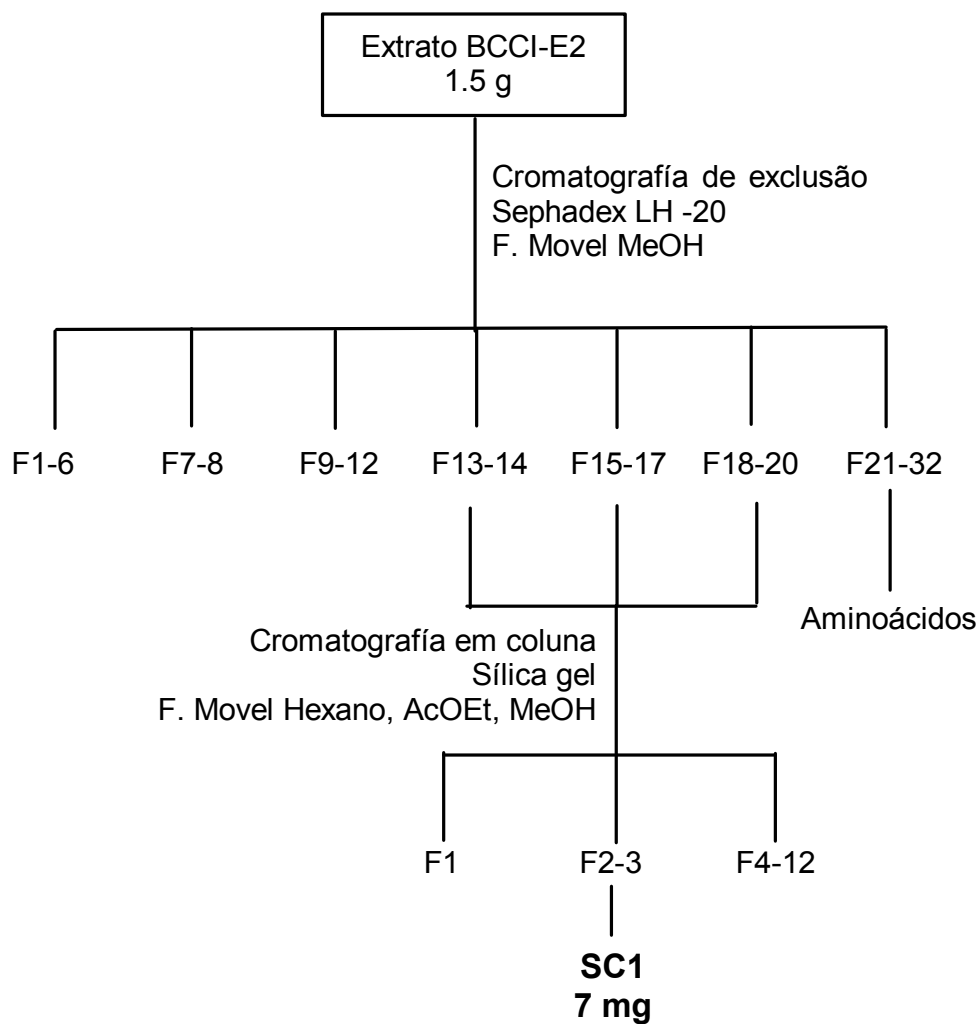 Extrato BCCI-E2
1.5 g
Cromatografía de exclusão
Sephadex LH -20
F. Movel MeOH
F1-6
F7-8
F9-12
F13-14
F15-17
F18-20
F21-32
Aminoácidos
Cromatografía em coluna
Sílica gel
F. Movel Hexano, AcOEt, MeOH
F1
F2-3
F4-12
SC1
7 mg